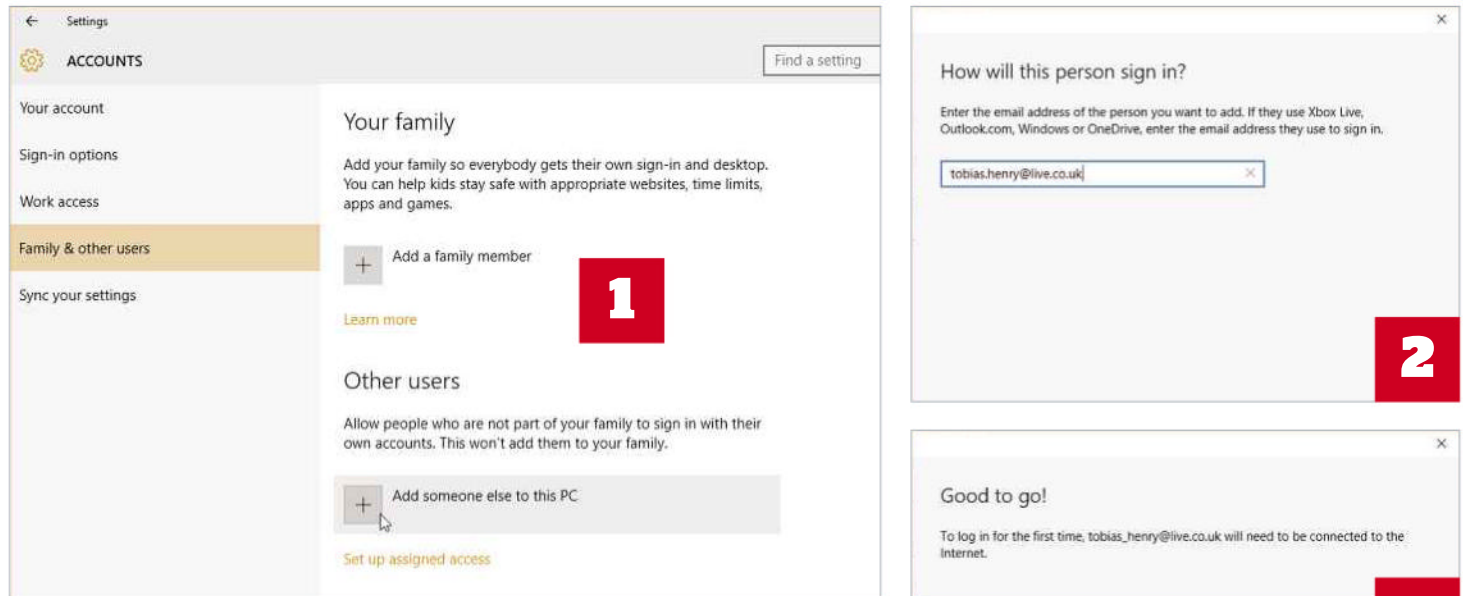 ← Settings
ACCOUNTS
Find a setting
Your account
Sign-in options
Work access
Family & other users
Sync your settings
Your family
Add your family so everybody gets their own sign-in and desktop.
You can help kids stay safe with appropriate websites, time limits,
apps and games.
+ Add a family member
Learn more
1
Other users
Allow people who are not part of your family to sign in with their
own accounts. This won't add them to your family.
+ Add someone else to this PC
Set up assigned access
How will this person sign in?
Enter the email address of the person you want to add. If they use Xbox Live,
Outlook.com, Windows or OneDrive, enter the email address they use to sign in.
tobias.henry@live.co.uk
2
Good to go!
To log in for the first time, tobias_henry@live.co.uk will need to be connected to the
Internet.